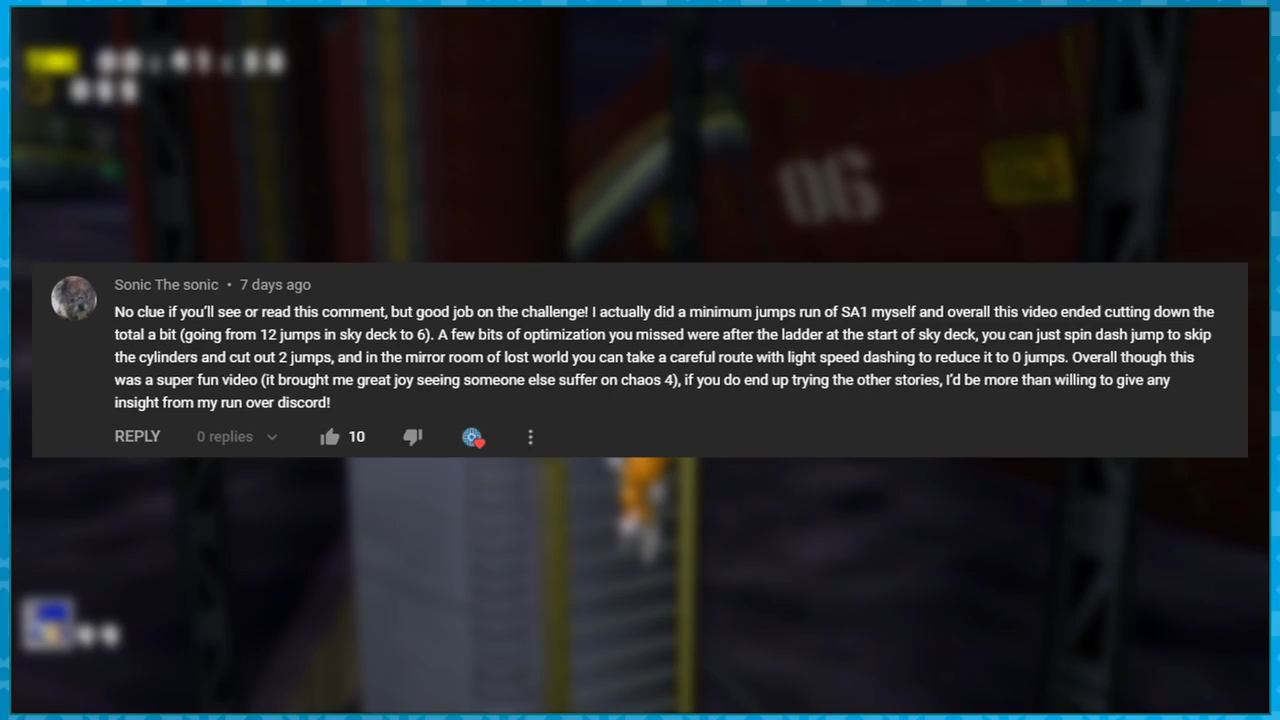 06
Sonic The sonic • 7 days ago
No clue if you'll see or read this comment, but good job on the challenge! I actually did a minimum jumps run of SA1 myself and overall this video ended cutting down the
total a bit (going from 12 jumps in sky deck to 6). A few bits of optimization you missed were after the ladder at the start of sky deck, you can just spin dash jump to skip
the cylinders and cut out 2 jumps, and in the mirror room of lost world you can take a careful route with light speed dashing to reduce it to 0 jumps. Overall though this
was a super fun video (it brought me great joy seeing someone else suffer on chaos 4), if you do end up trying the other stories, I'd be more than willing to give any
insight from my run over discord!
REPLY 0 replies 10